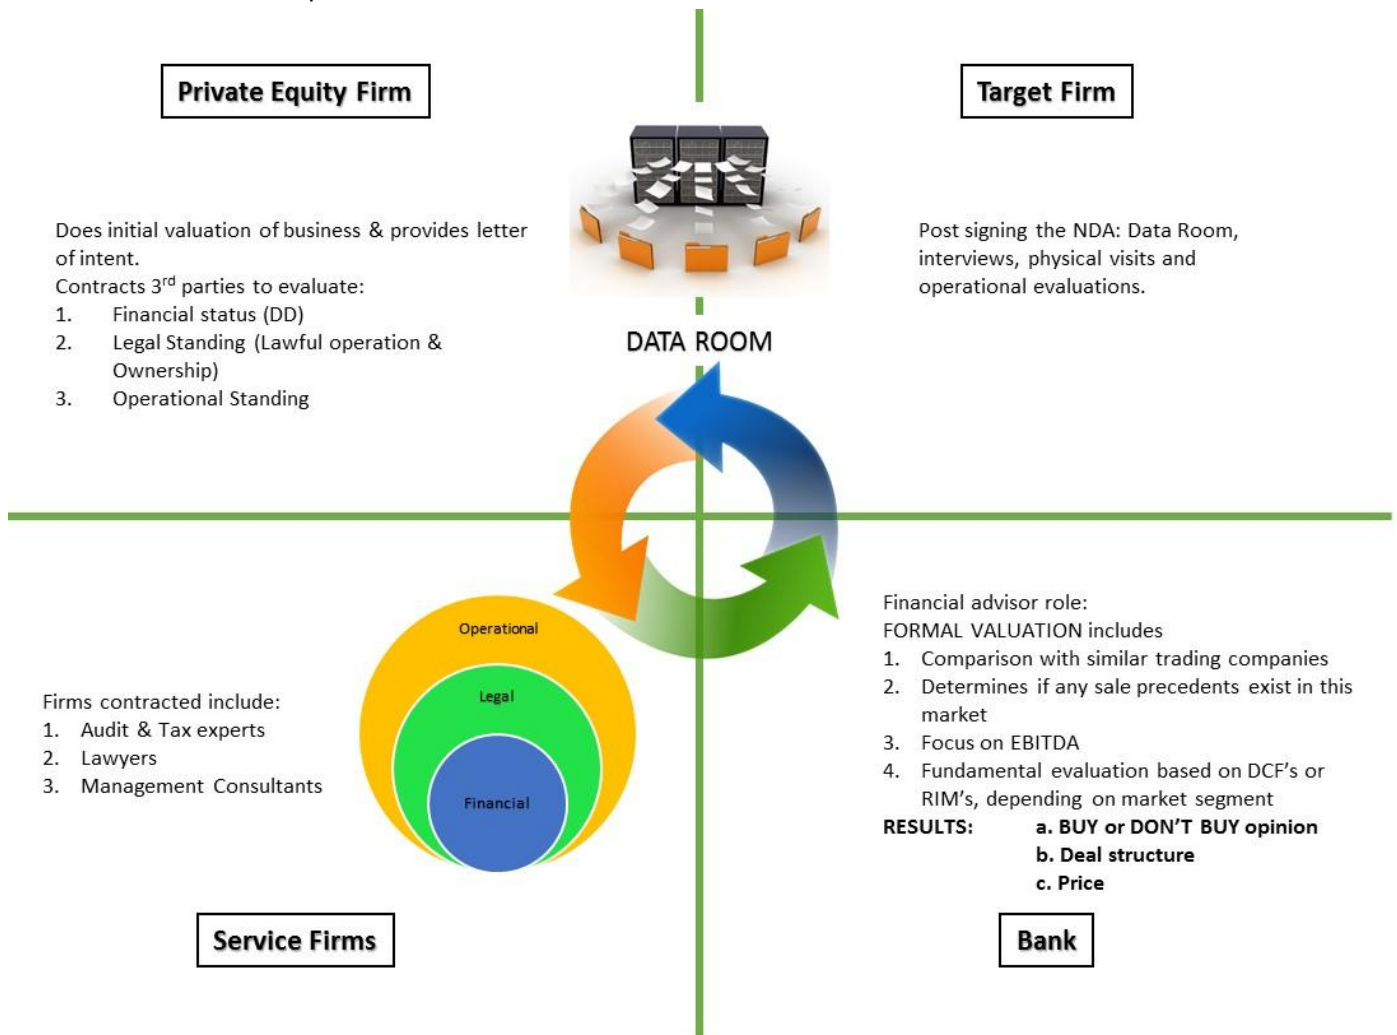 Private Equity Firm
Target Firm
Does initial valuation of business & provides letter
of intent.
Contracts 3rd parties to evaluate:
1. Financial status (DD)
2. Legal Standing (Lawful operation &
Ownership)
3. Operational Standing
Post signing the NDA: Data Room,
interviews, physical visits and
operational evaluations.
DATA ROOM
Operational
Legal
Financial
Firms contracted include:
1. Audit & Tax experts
2. Lawyers
3. Management Consultants
Financial advisor role:
FORMAL VALUATION includes
1. Comparison with similar trading companies
2. Determines if any sale precedents exist in this
market
3. Focus on EBITDA
4. Fundamental evaluation based on DCF's or
RIM's, depending on market segment
RESULTS: a. BUY or DON'T BUY opinion
b. Deal structure
c. Price
Service Firms
Bank